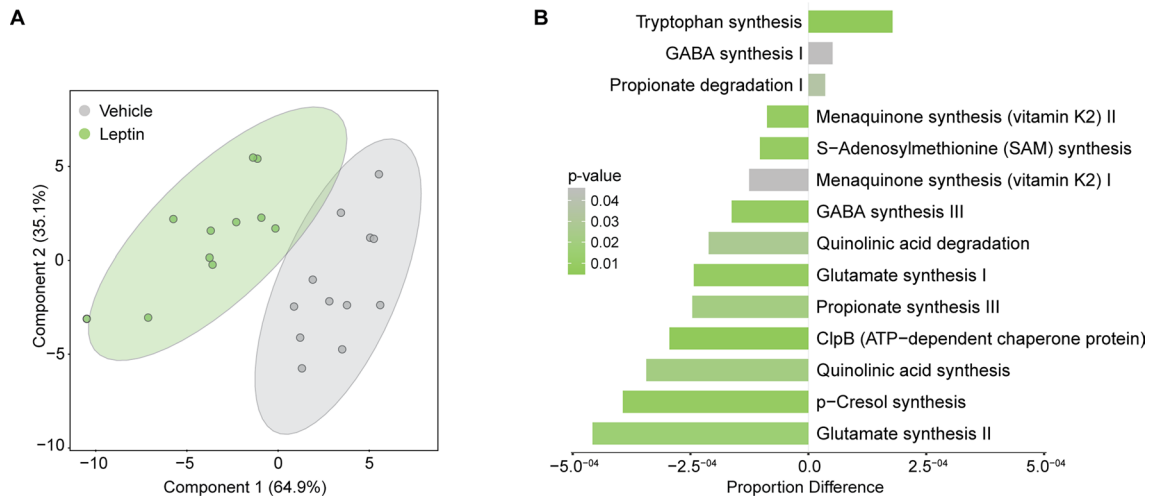 A
Vehicle
Leptin
5
0
−5
−10
−10
−5
0
5
Component 2 (35.1%)
Component 1 (64.9%)
B
Tryptophan synthesis
GABA synthesis I
Propionate degradation I
Menaquinone synthesis (vitamin K2) II
S−Adenosylmethionine (SAM) synthesis
Menaquinone synthesis (vitamin K2) I
GABA synthesis III
Quinolinic acid degradation
Glutamate synthesis I
Propionate synthesis III
ClpB (ATP−dependent chaperone protein)
Quinolinic acid synthesis
p−Cresol synthesis
Glutamate synthesis II
p-value
0.04
0.03
0.02
0.01
−5.0⁻⁰⁴
−2.5⁻⁰⁴
0.0
2.5⁻⁰⁴
5.0⁻⁰⁴
Proportion Difference